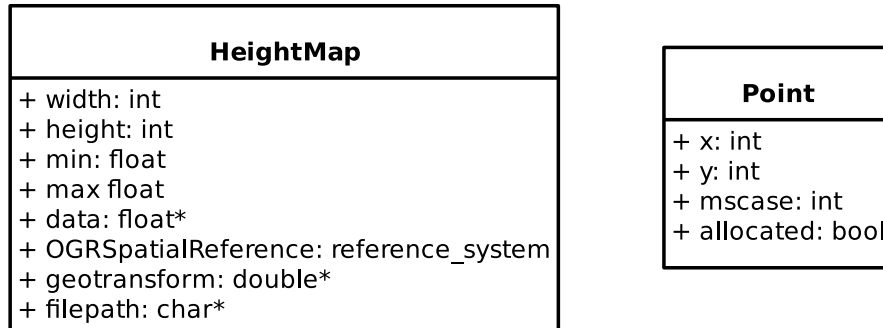 HeightMap
+ width: int
+ height: int
+ min: float
+ max float
+ data: float*
+ OGRSpatialReference: reference_system
+ geotransform: double*
+ filepath: char*
Point
+ x: int
+ y: int
+ mscase: int
+ allocated: bool